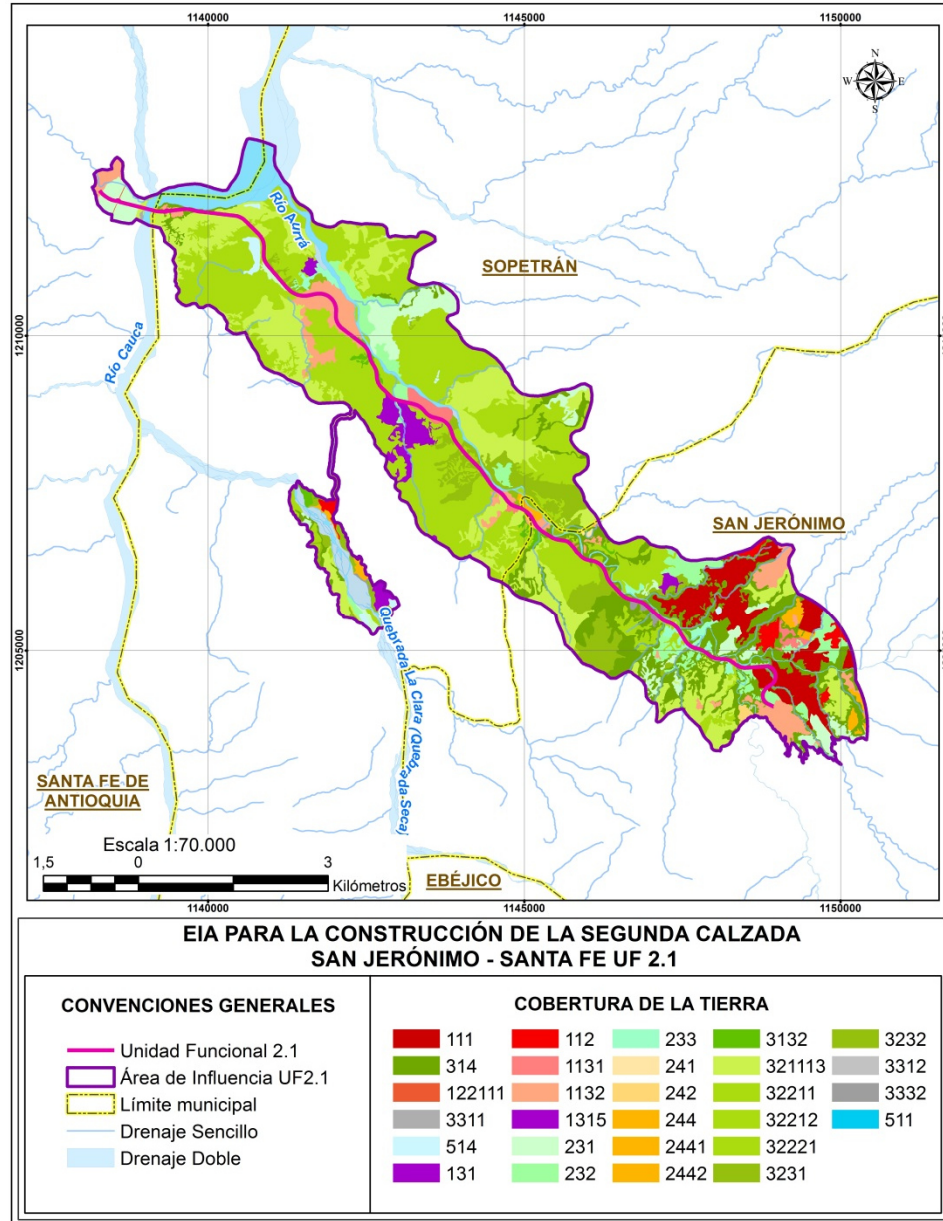 1140000 1145000 1150000
N
W E
S
Río Aurrá
SOPETRÁN
1210000
Río Cauca
SAN JERÓNIMO
1205000
Quebrada La Clara (Quebrada Seca)
SANTA FE DE
ANTIOQUIA
Escala 1:70.000
1,5 0 3
Kilómetros
EBÉJICO
1140000 1145000 1150000
EIA PARA LA CONSTRUCCIÓN DE LA SEGUNDA CALZADA
SAN JERÓNIMO - SANTA FE UF 2.1
CONVENCIONES GENERALES
Unidad Funcional 2.1
Área de Influencia UF2.1
Límite municipal
Drenaje Sencillo
Drenaje Doble
COBERTURA DE LA TIERRA
111 112 233 3132 3232
314 1131 241 321113 3312
122111 1132 242 32211 3332
3311 1315 244 32212 511
514 231 2441 32221
131 232 2442 3231